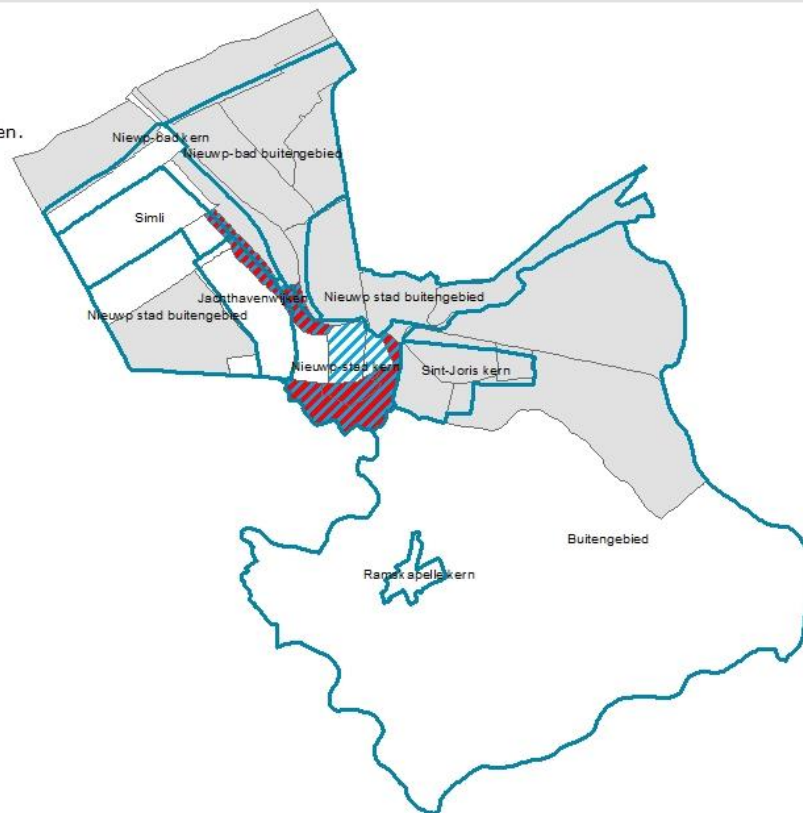 en.
Niewp-bad kern
Nieuwp-bad buitengebied
Simli
Jachthavenwijken
Nieuwp stad buitengebied
Nieuwp stad buitengebied
Nieuwp-stad kern
Sint-Joris kern
Buitengebied
Ramskapelle kern